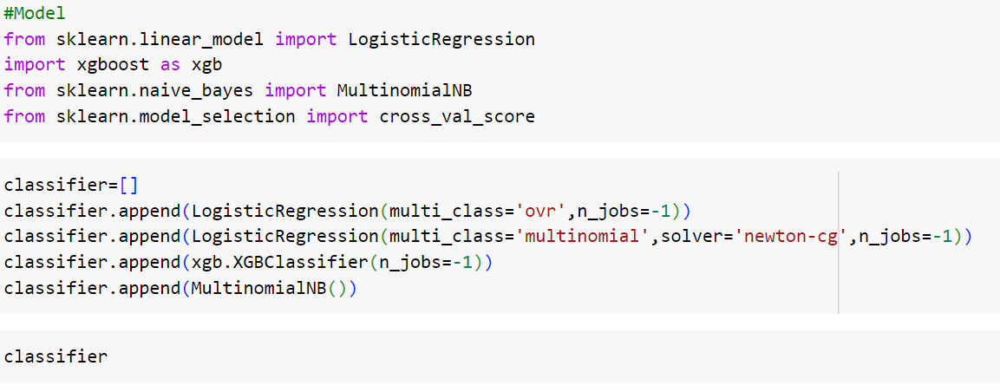 #Model
from sklearn.linear_model import LogisticRegression
import xgboost as xgb
from sklearn.naive_bayes import MultinomialNB
from sklearn.model_selection import cross_val_score
classifier=[]
classifier.append(LogisticRegression(multi_class='ovr',n_jobs=-1))
classifier.append(LogisticRegression(multi_class='multinomial',solver='newton-cg',n_jobs=-1))
classifier.append(xgb.XGBClassifier(n_jobs=-1))
classifier.append(MultinomialNB())
classifier